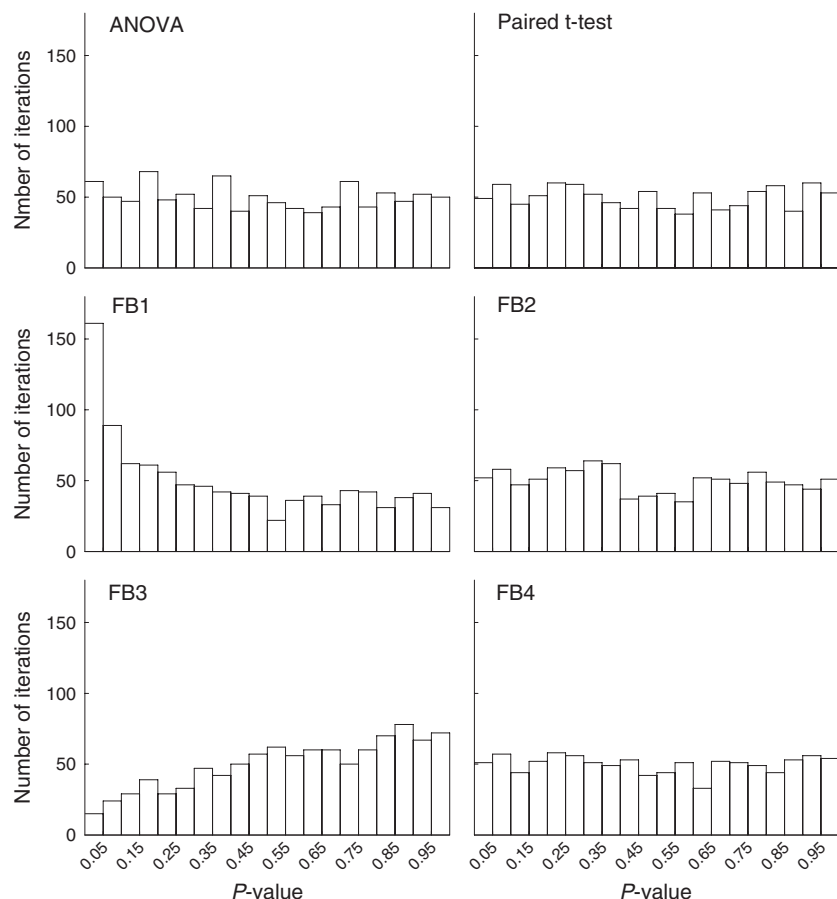 ANOVA
Paired t-test
150
100
50
0
Nmber of iterations
FB1
FB2
150
100
50
0
Number of iterations
FB3
FB4
150
100
50
0
Number of iterations
0.05 0.15 0.25 0.35 0.45 0.55 0.65 0.75 0.85 0.95
0.05 0.15 0.25 0.35 0.45 0.55 0.65 0.75 0.85 0.95
P-value
P-value